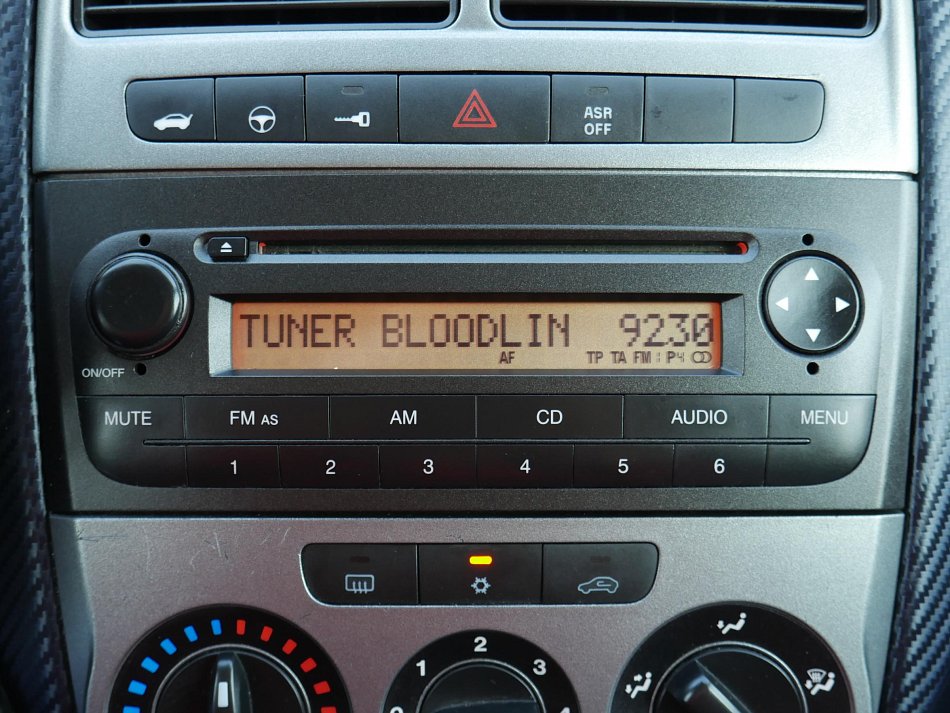 ASR
OFF
TUNER BLOODLIN 9230
AF TP TA FM1 P4
ON/OFF
MUTE FM AS AM CD AUDIO MENU
1 2 3 4 5 6
1 2 3